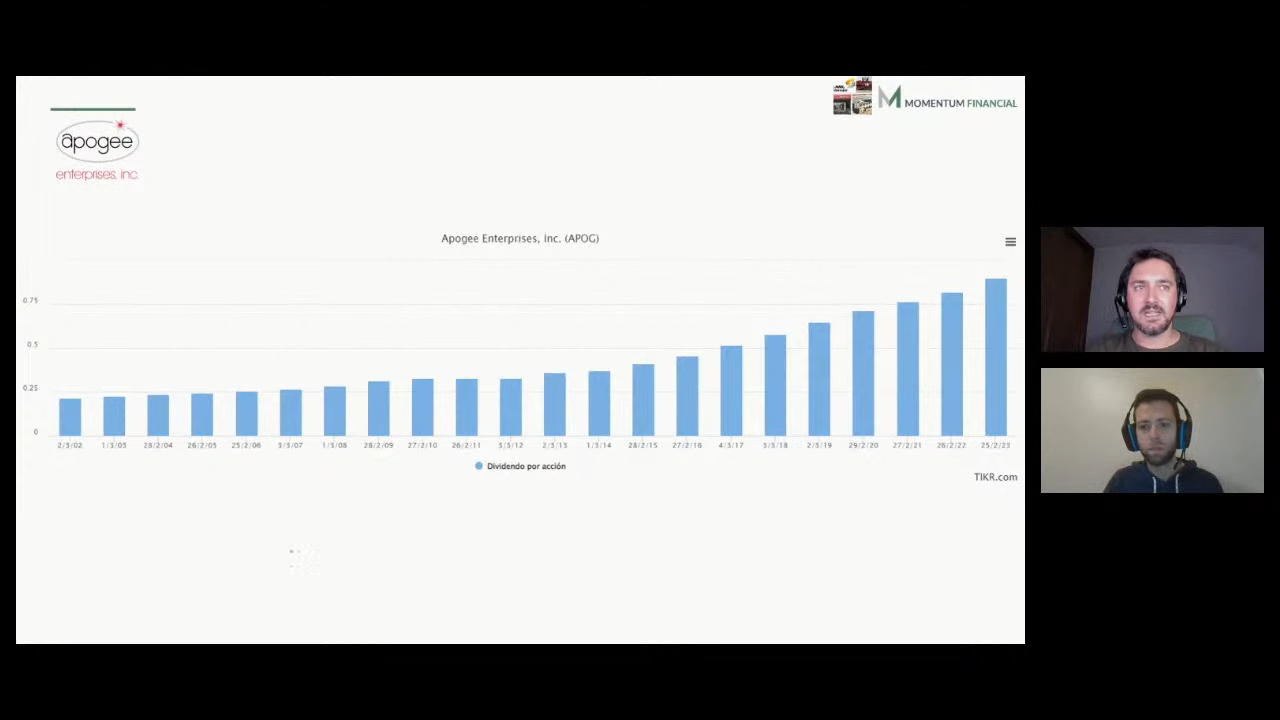 MOMENTUM FINANCIAL
apogee
enterprises, inc.
Apogee Enterprises, Inc. (APOG)
0.75
0.5
0.25
0
2/3/02 1/3/03 28/2/04 26/2/05 25/2/06 3/3/07 1/3/08 28/2/09 27/2/10 26/2/11 3/3/12 2/3/13 1/3/14 28/2/15 27/2/16 4/3/17 3/3/18 2/3/19 29/2/20 27/2/21 26/2/22 25/2/23
Dividendo por acción
TIKR.com